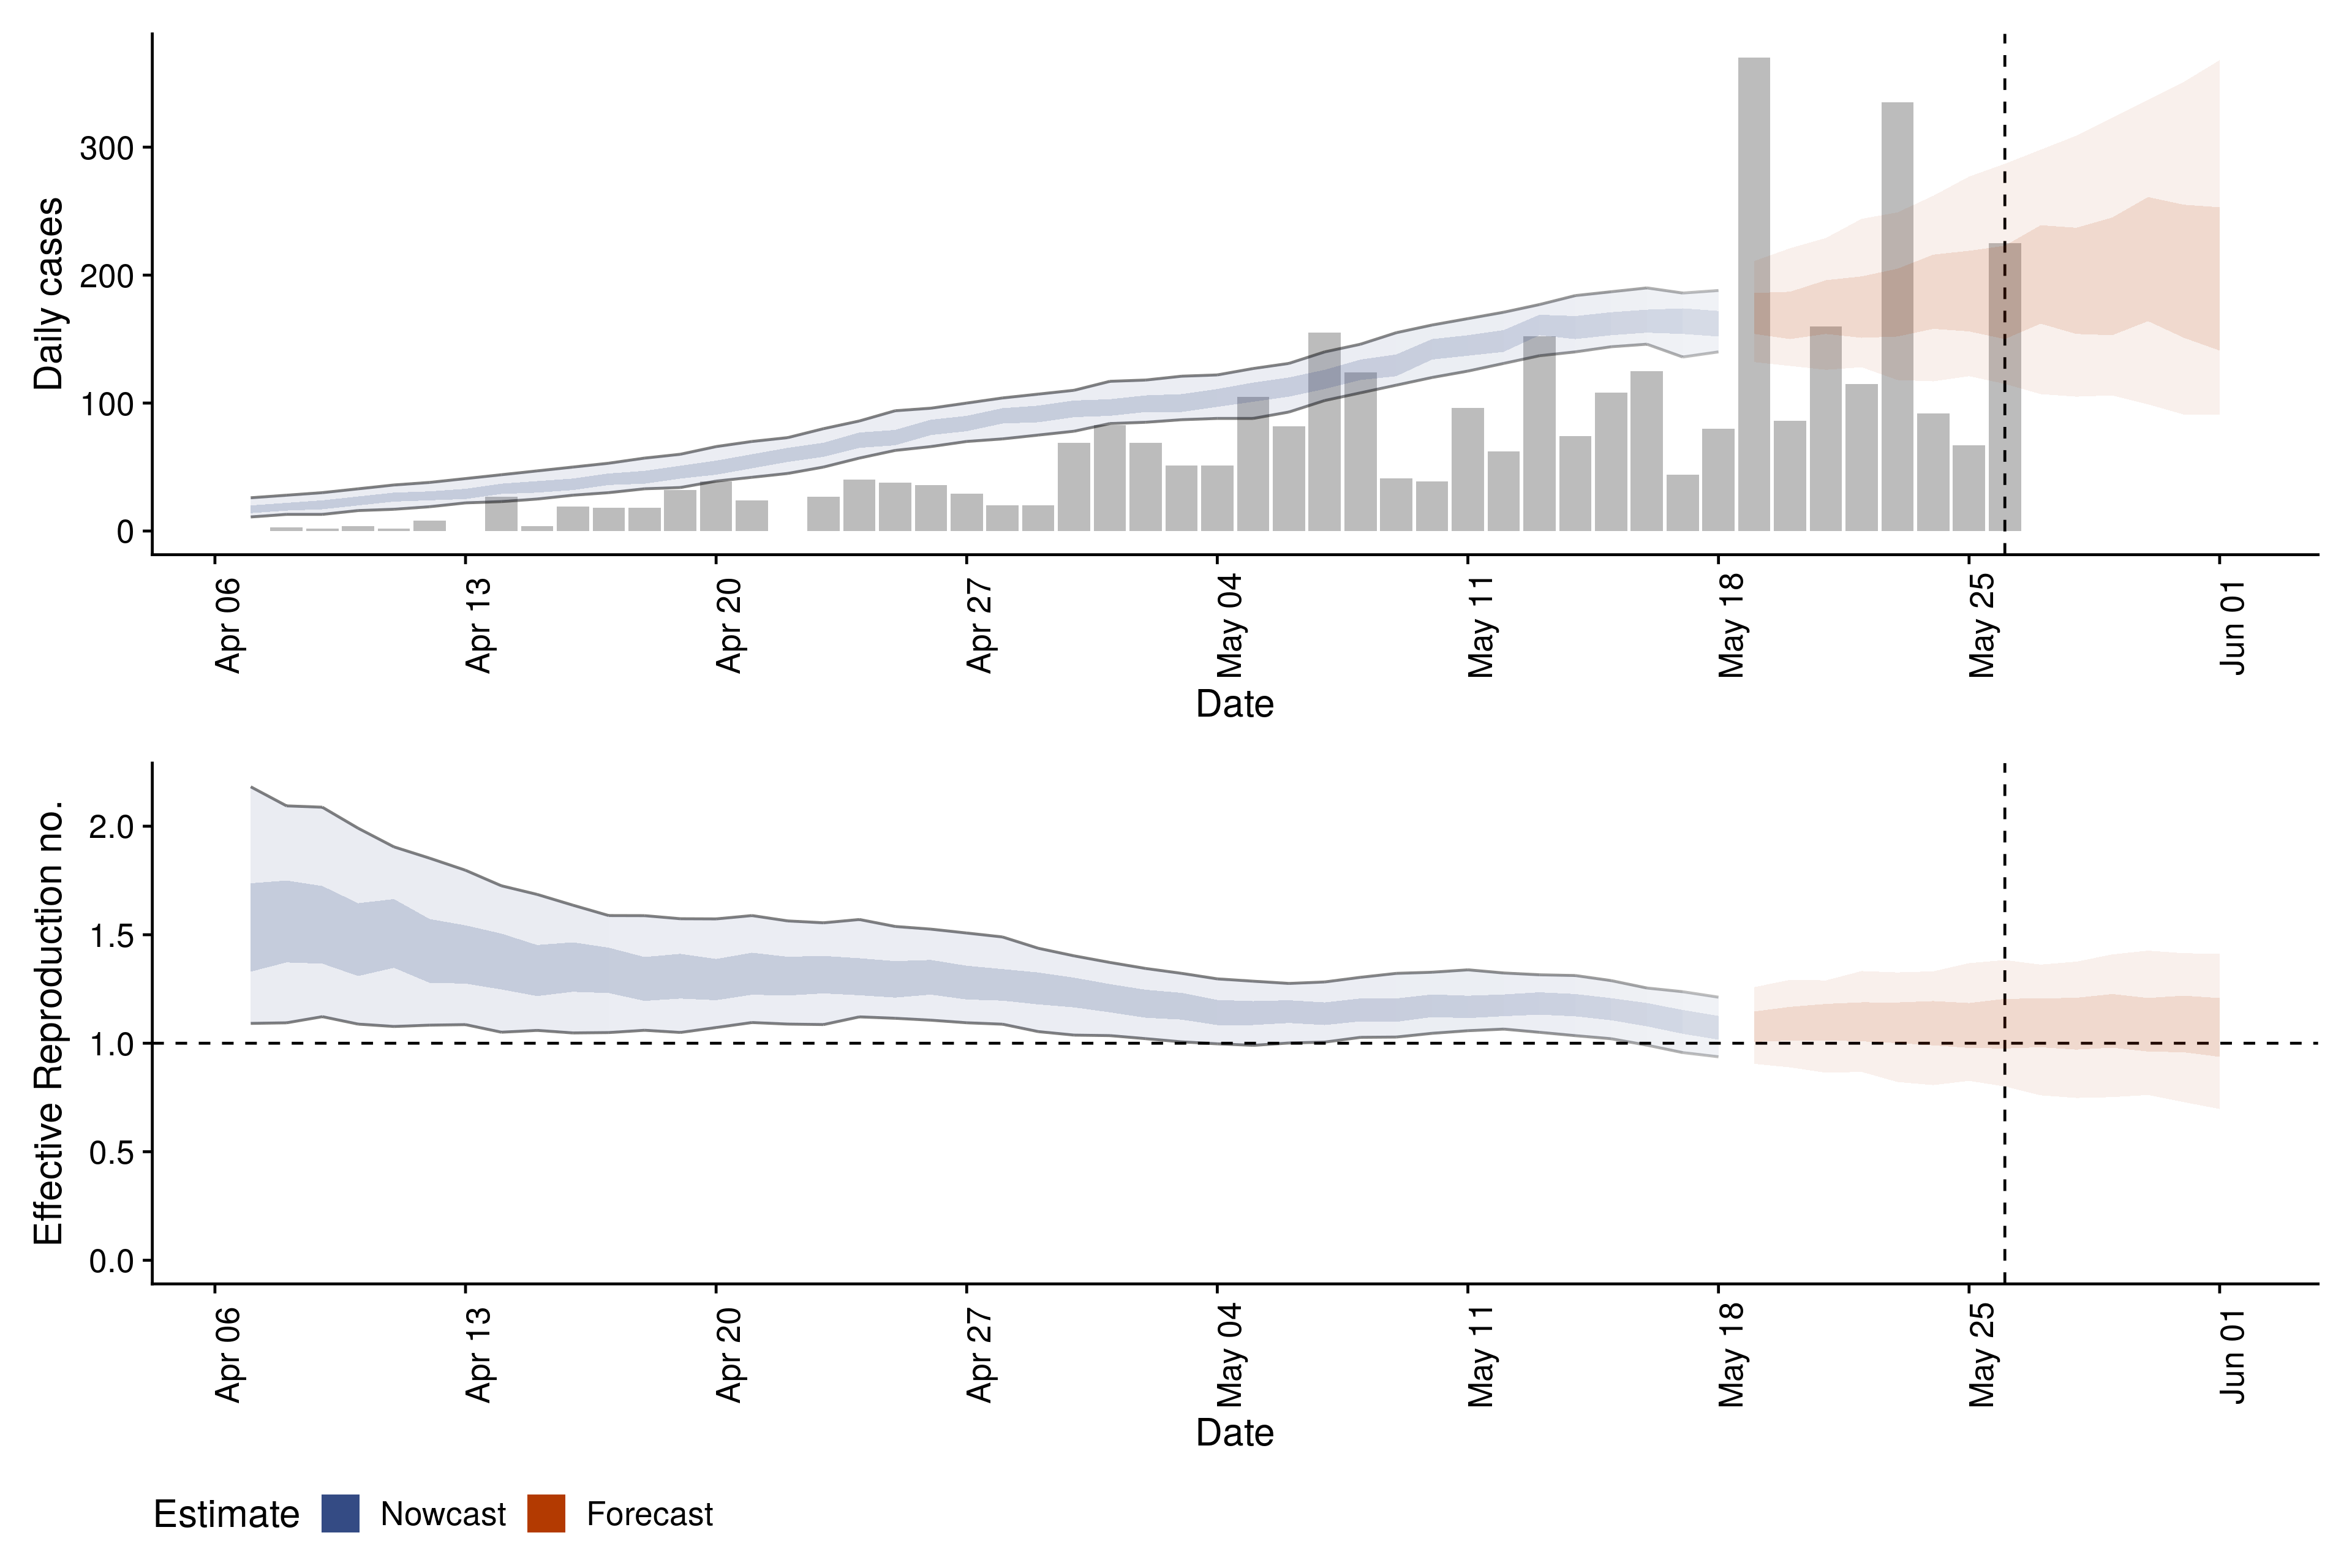 Daily cases
300
200
100
0
Apr 06
Apr 13
Apr 20
Apr 27
May 04
May 11
May 18
May 25
Jun 01
Date
Effective Reproduction no.
2.0
1.5
1.0
0.5
0.0
Apr 06
Apr 13
Apr 20
Apr 27
May 04
May 11
May 18
May 25
Jun 01
Date
Estimate Nowcast Forecast